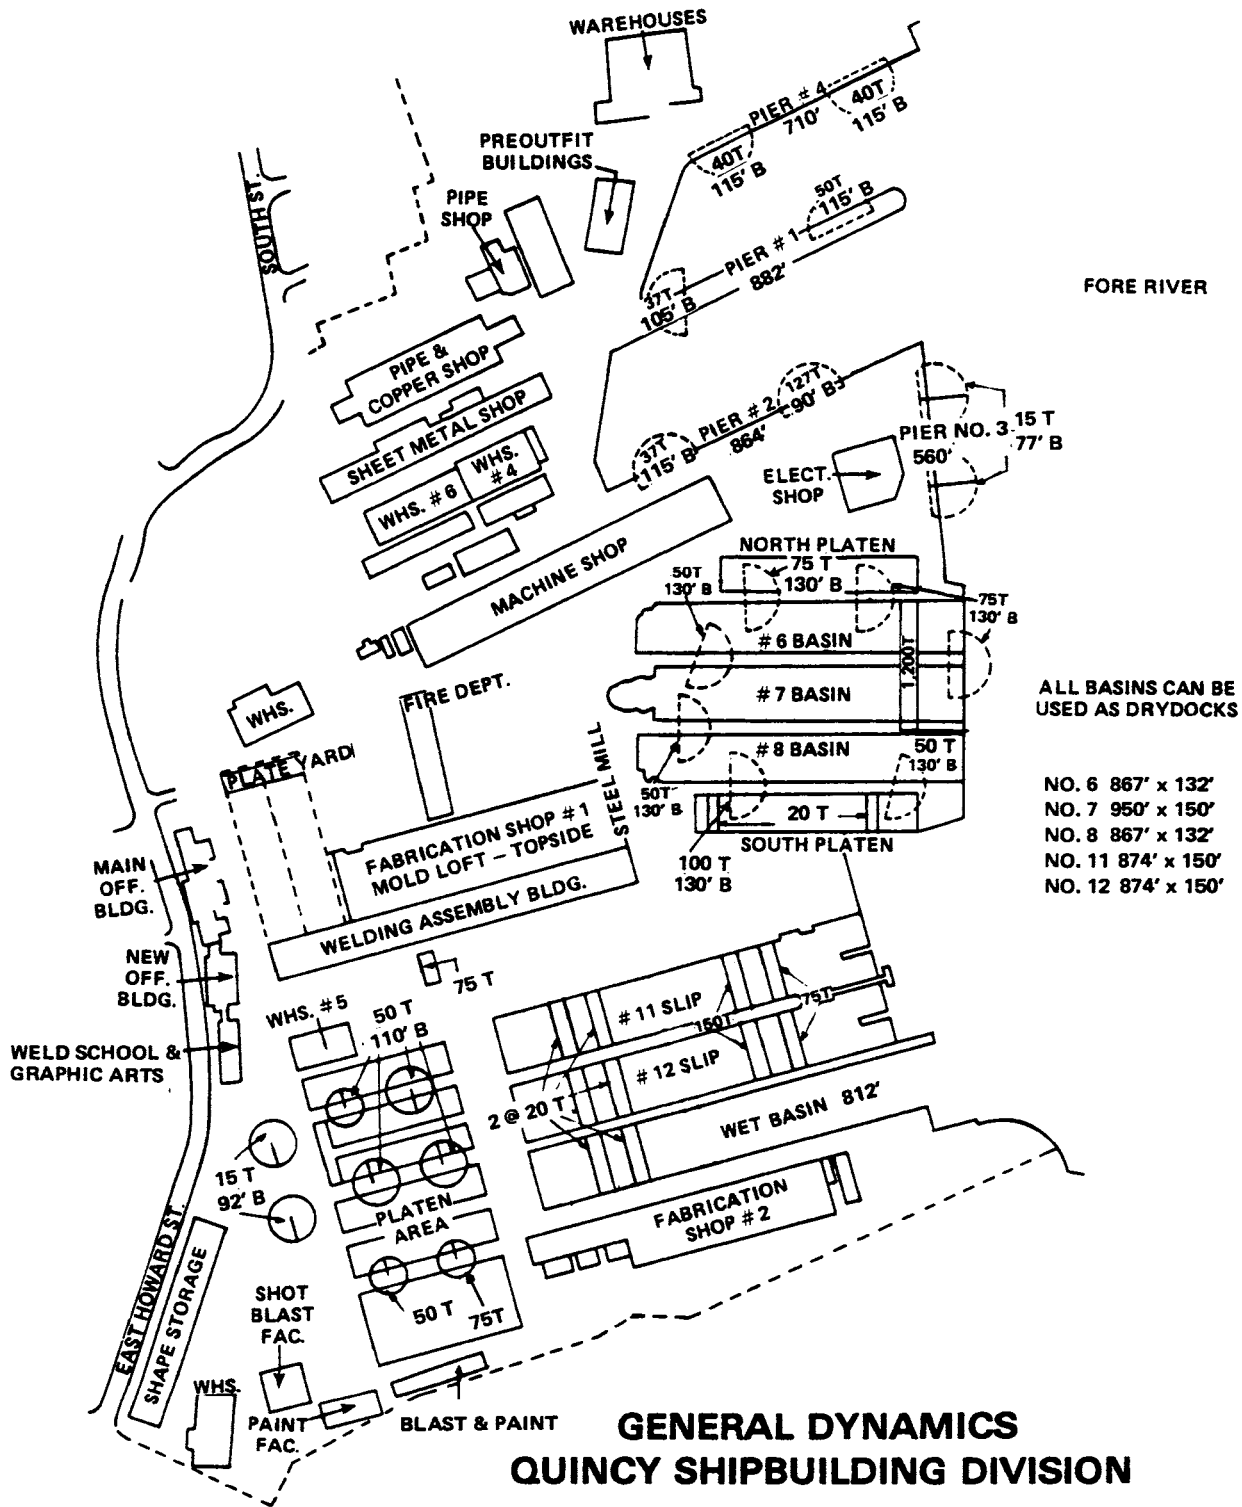 WAREHOUSES
PREOUTFIT
BUILDINGS
PIPE
SHOP
SOUTH ST.
PIER # 4
710'
40T
115' B
40T
115' B
50T
115' B
PIER # 1
882'
37T
105' B
FORE RIVER
PIPE &
COPPER SHOP
SHEET METAL SHOP
WHS.
# 4
WHS. # 6
PIER # 2
864'
127T
90' B
37T
115' B
PIER NO. 3
560'
15 T
77' B
ELECT.
SHOP
MACHINE SHOP
NORTH PLATEN
75 T
130' B
50T
130' B
75T
130' B
# 6 BASIN
1,200T
# 7 BASIN
# 8 BASIN
50 T
130' B
50T
130' B
20 T
SOUTH PLATEN
100 T
130' B
ALL BASINS CAN BE
USED AS DRYDOCKS
NO. 6 867' x 132'
NO. 7 950' x 150'
NO. 8 867' x 132'
NO. 11 874' x 150'
NO. 12 874' x 150'
FIRE DEPT.
WHS.
PLATE YARD
STEEL MILL
FABRICATION SHOP # 1
MOLD LOFT – TOPSIDE
WELDING ASSEMBLY BLDG.
MAIN
OFF.
BLDG.
NEW
OFF.
BLDG.
WELD SCHOOL &
GRAPHIC ARTS
75 T
WHS. # 5
50 T
110' B
# 11 SLIP
150T
75T
# 12 SLIP
2 @ 20 T
WET BASIN 812'
15 T
92' B
PLATEN
AREA
FABRICATION
SHOP # 2
50 T
75T
EAST HOWARD ST.
SHAPE STORAGE
SHOT
BLAST
FAC.
WHS.
PAINT
FAC.
BLAST & PAINT
GENERAL DYNAMICS
QUINCY SHIPBUILDING DIVISION